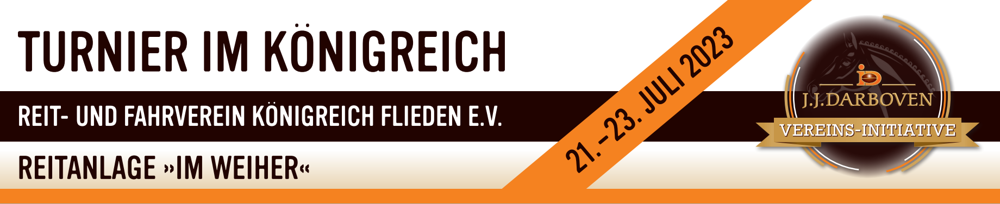 TURNIER IM KÖNIGREICH
REIT- UND FAHRVEREIN KÖNIGREICH FLIEDEN E.V.
REITANLAGE »IM WEIHER«
21. – 23. JULI 2023
J.J.DARBOVEN
VEREINS-INITIATIVE